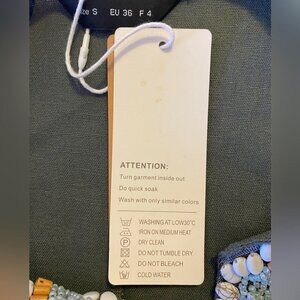 ze S EU 36 F 4
ATTENTION:
Turn garment inside out
Do quick soak
Wash with only similar colors
WASHING AT LOW30°C
IRON ON MEDIUM HEAT
P DRY CLEAN
DO NOT TUMBLE DRY
DO NOT BLEACH
COLD WATER